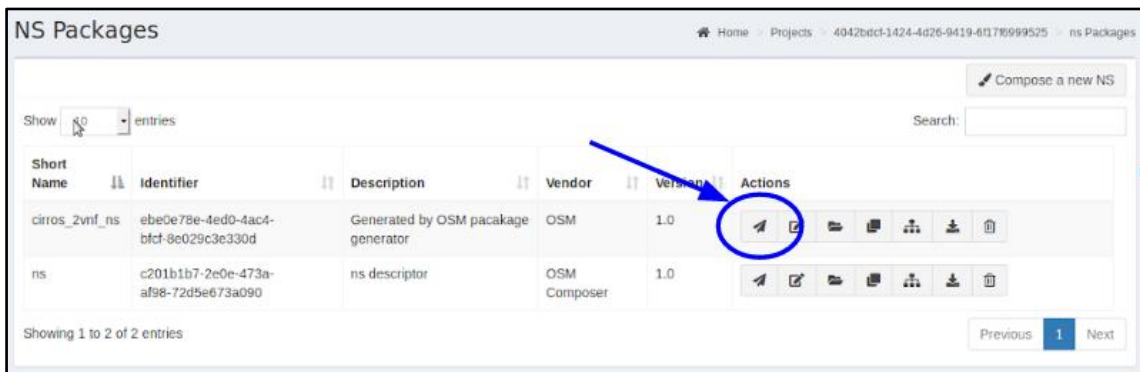 NS Packages
Home Projects 4042bdcf-1424-4d26-9419-6f17f6999525 ns Packages
Compose a new NS
Show 10 entries
Search:
Short
Name Identifier Description Vendor Version Actions
cirros_2vnf_ns ebe0e78e-4ed0-4ac4- Generated by OSM pacakage OSM 1.0
bfcf-8e029c3e330d generator
ns c201b1b7-2e0e-473a- ns descriptor OSM 1.0
af98-72d5e673a090 Composer
Showing 1 to 2 of 2 entries
Previous 1 Next